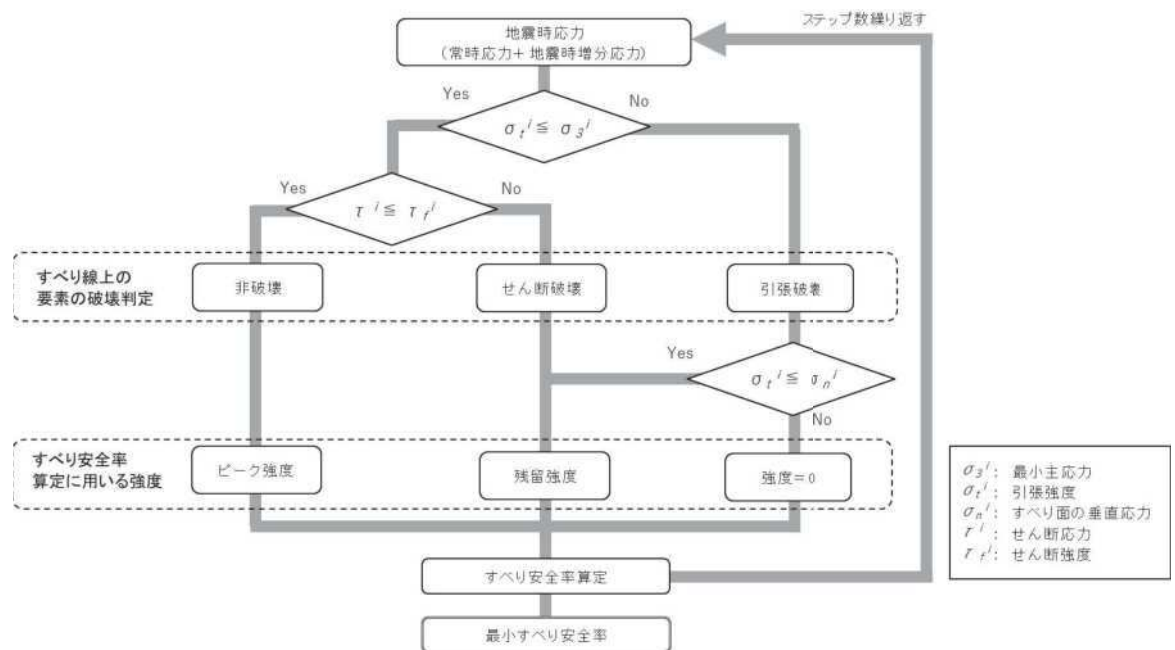 ステップ数繰り返す
地震時応力
(常時応力+地震時増分応力)
Yes
No
σtⁱ ≦ σ3ⁱ
Yes
No
τⁱ ≦ τfⁱ
すべり線上の
要素の破壊判定
非破壊
せん断破壊
引張破壊
Yes
σtⁱ ≦ σnⁱ
No
すべり安全率
算定に用いる強度
ピーク強度
残留強度
強度=0
σ3ⁱ: 最小主応力
σtⁱ: 引張強度
σnⁱ: すべり面の垂直応力
τⁱ: せん断応力
τfⁱ: せん断強度
すべり安全率算定
最小すべり安全率